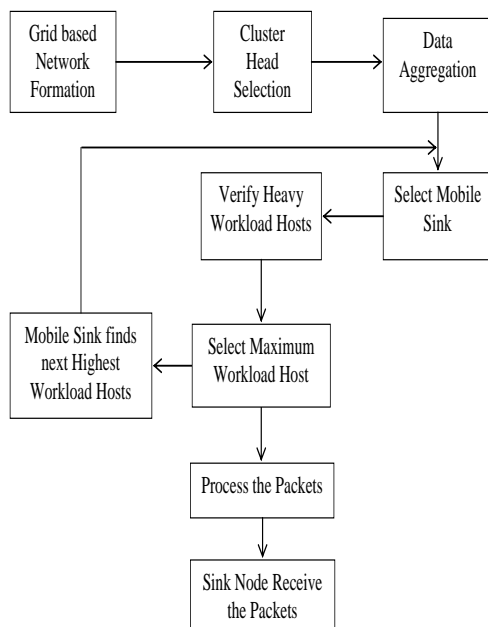 Grid based
Network
Formation
Cluster
Head
Selection
Data
Aggregation
Verify Heavy
Workload Hosts
Select Mobile
Sink
Mobile Sink finds
next Highest
Workload Hosts
Select Maximum
Workload Host
Process the Packets
Sink Node Receive
the Packets